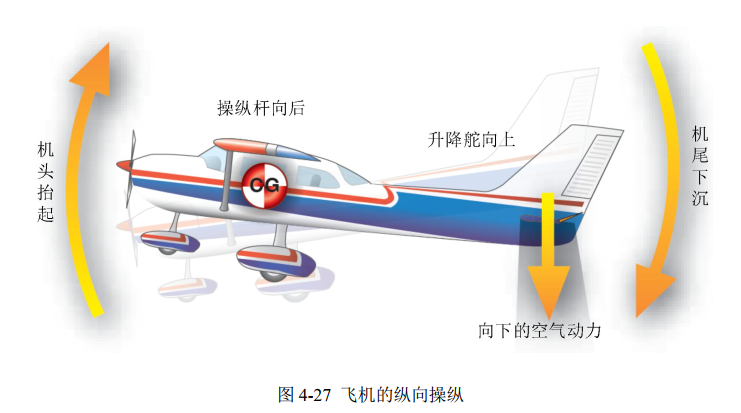 操纵杆向后
升降舵向上
机头抬起
CG
机尾下沉
向下的空气动力
图 4-27 飞机的纵向操纵